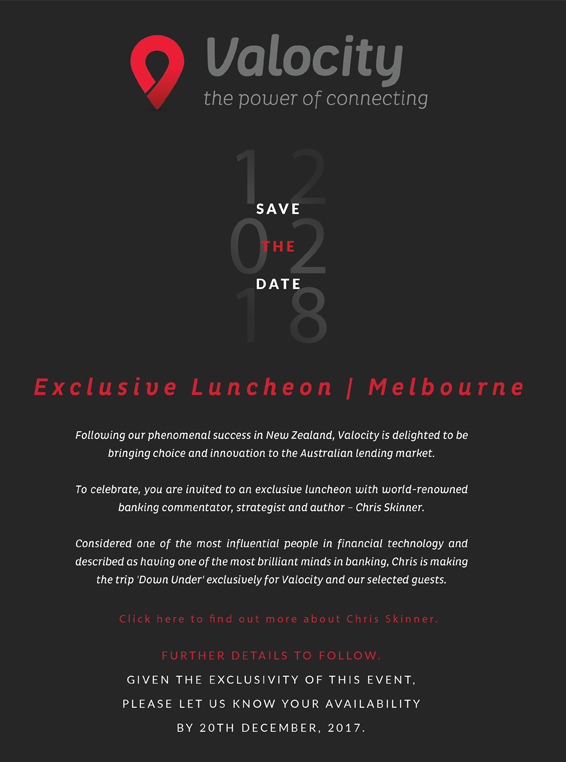 Valocity
the power of connecting
12
SAVE
02
THE
DATE
18
Exclusive Luncheon | Melbourne
Following our phenomenal success in New Zealand, Valocity is delighted to be
bringing choice and innovation to the Australian lending market.
To celebrate, you are invited to an exclusive luncheon with world-renowned
banking commentator, strategist and author – Chris Skinner.
Considered one of the most influential people in financial technology and
described as having one of the most brilliant minds in banking, Chris is making
the trip 'Down Under' exclusively for Valocity and our selected guests.
Click here to find out more about Chris Skinner.
FURTHER DETAILS TO FOLLOW.
GIVEN THE EXCLUSIVITY OF THIS EVENT,
PLEASE LET US KNOW YOUR AVAILABILITY
BY 20TH DECEMBER, 2017.